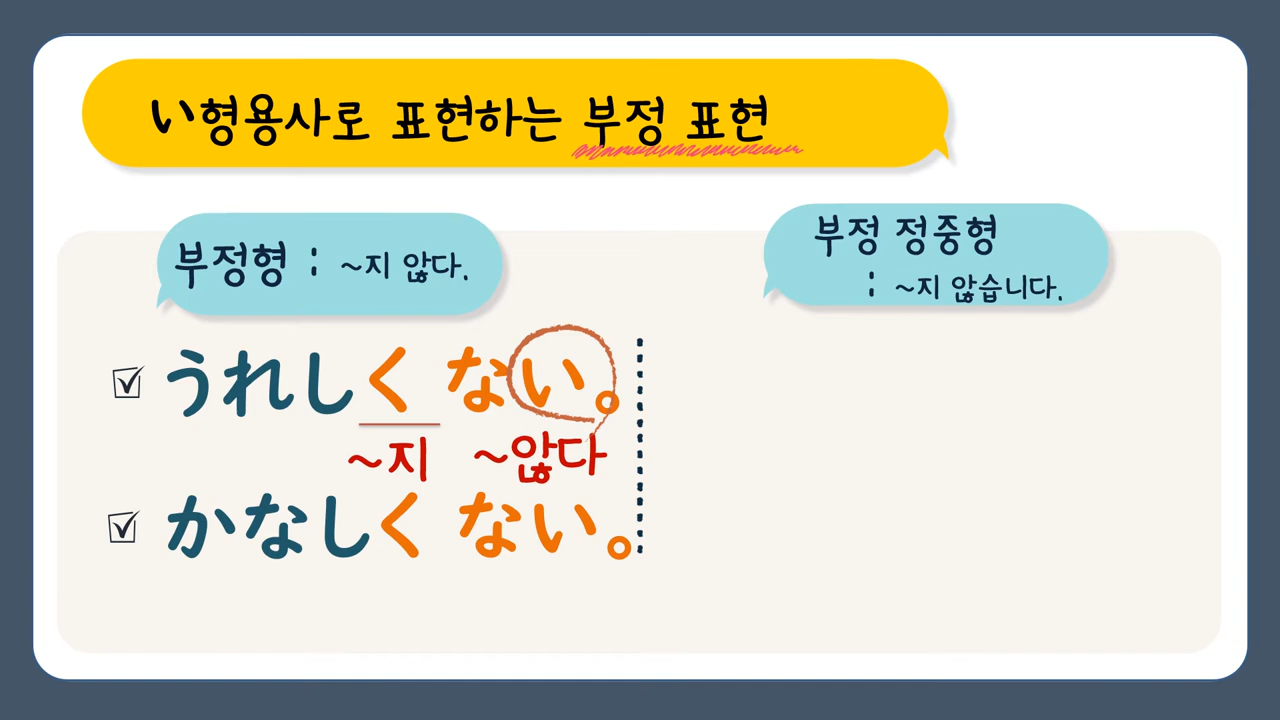 い형용사로 표현하는 부정 표현
부정형 : ~지 않다.
うれしく ない。
~지 ~않다
かなしく ない。
부정 정중형
: ~지 않습니다.